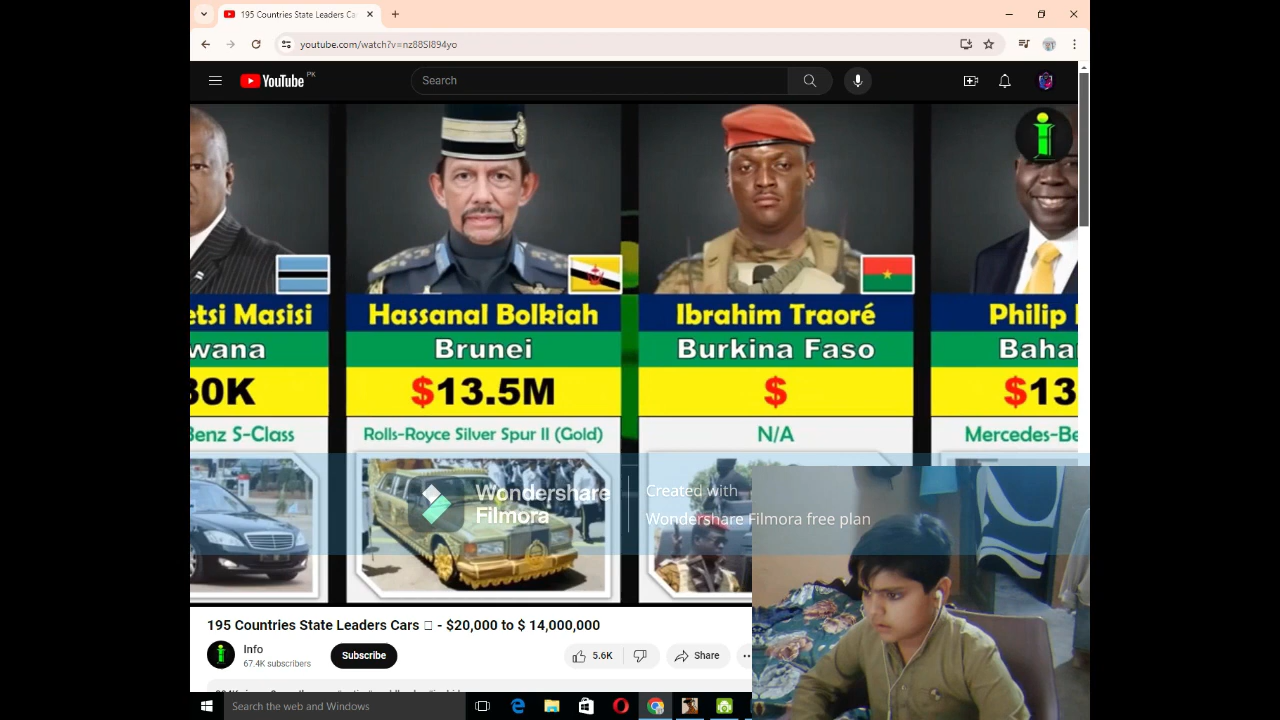 195 Countries State Leaders Ca
youtube.com/watch?v=nz88Sl894yo
YouTube PK
Search
etsi Masisi
wana
30K
Benz S-Class
Hassanal Bolkiah
Brunei
$13.5M
Rolls-Royce Silver Spur II (Gold)
Ibrahim Traoré
Burkina Faso
$
N/A
Philip
Baha
$13
Mercedes-Be
Wondershare
Filmora
Created with
Wondershare Filmora free plan
195 Countries State Leaders Cars - $20,000 to $ 14,000,000
Info
67.4K subscribers
Subscribe
5.6K
Share
Search the web and Windows